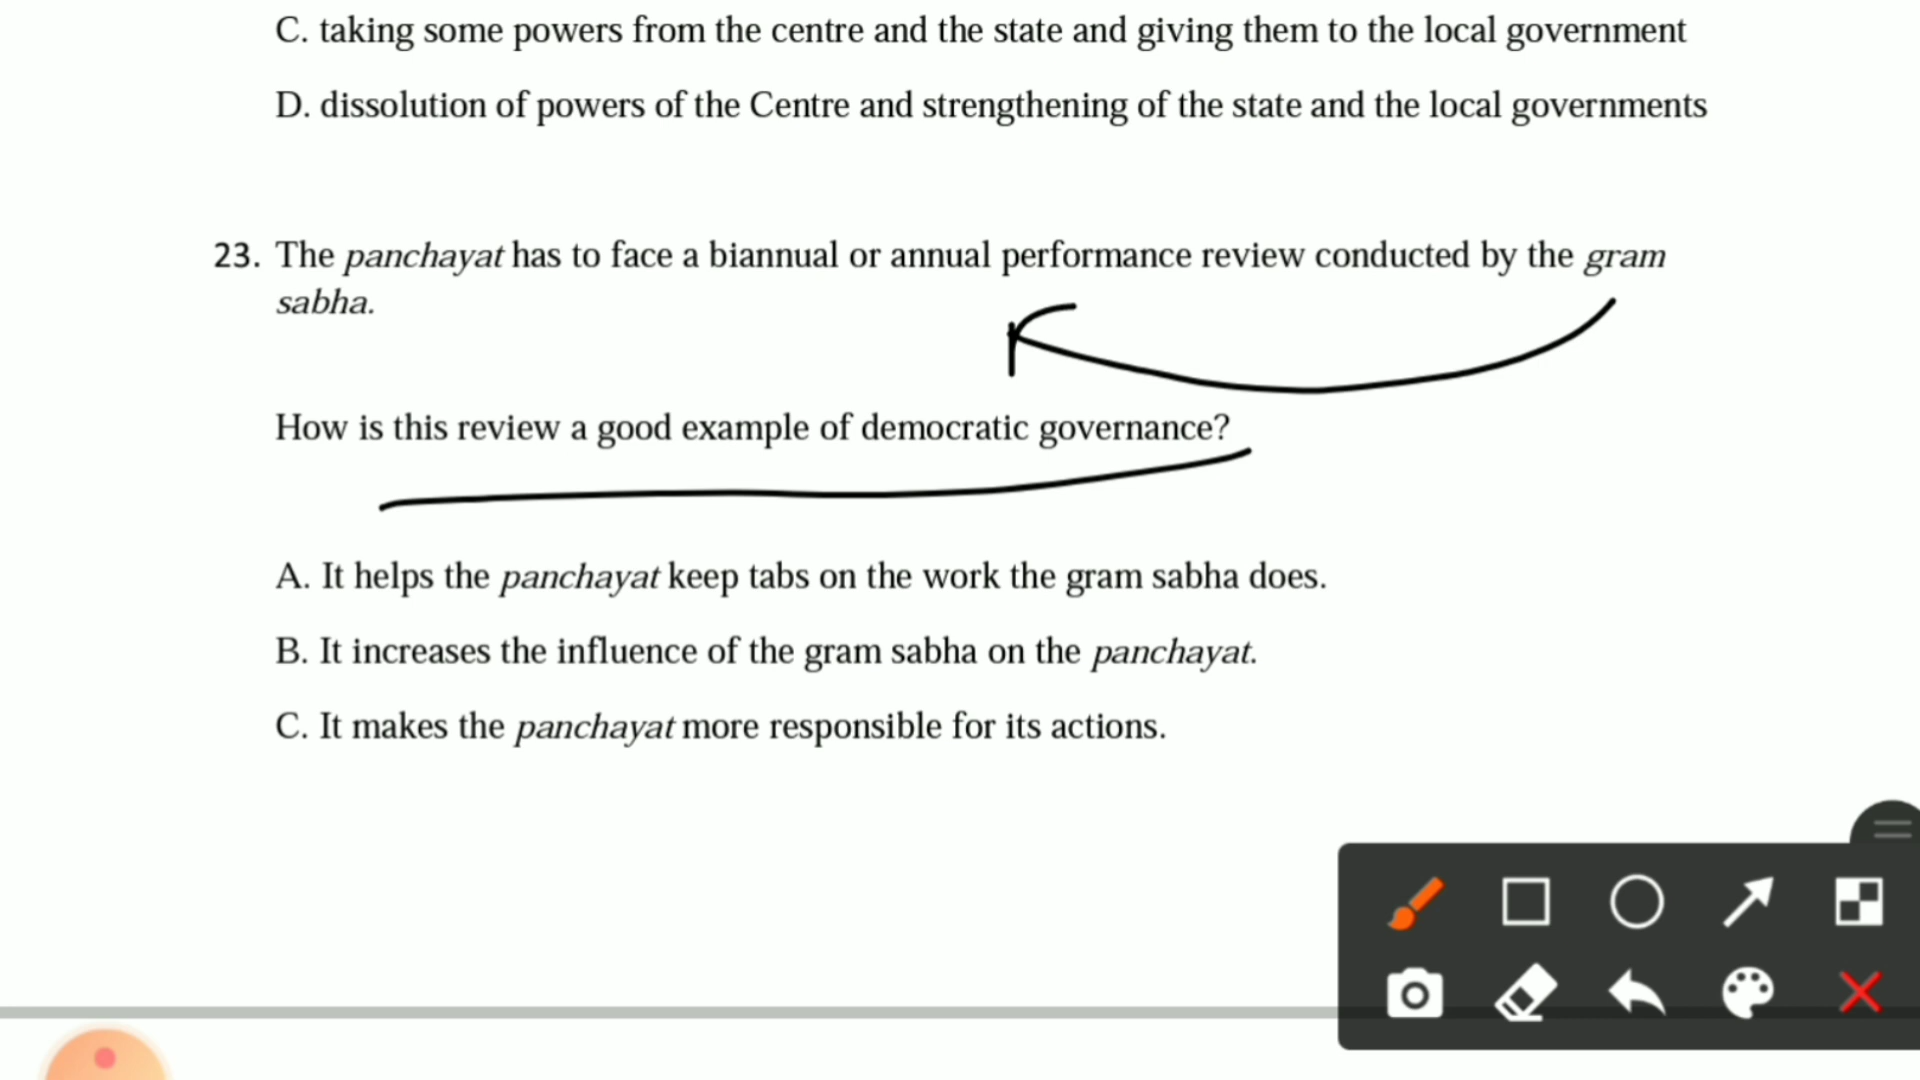 C. taking some powers from the centre and the state and giving them to the local government
D. dissolution of powers of the Centre and strengthening of the state and the local governments
23. The panchayat has to face a biannual or annual performance review conducted by the gram
sabha.
How is this review a good example of democratic governance?
A. It helps the panchayat keep tabs on the work the gram sabha does.
B. It increases the influence of the gram sabha on the panchayat.
C. It makes the panchayat more responsible for its actions.